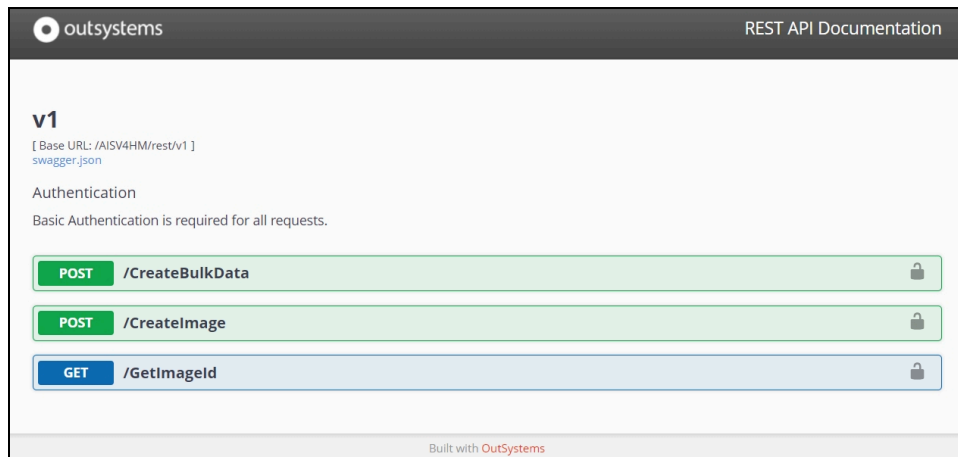 outsystems
REST API Documentation
v1
[ Base URL: /AISV4HM/rest/v1 ]
swagger.json
Authentication
Basic Authentication is required for all requests.
POST /CreateBulkData
POST /CreateImage
GET /GetImageId
Built with OutSystems